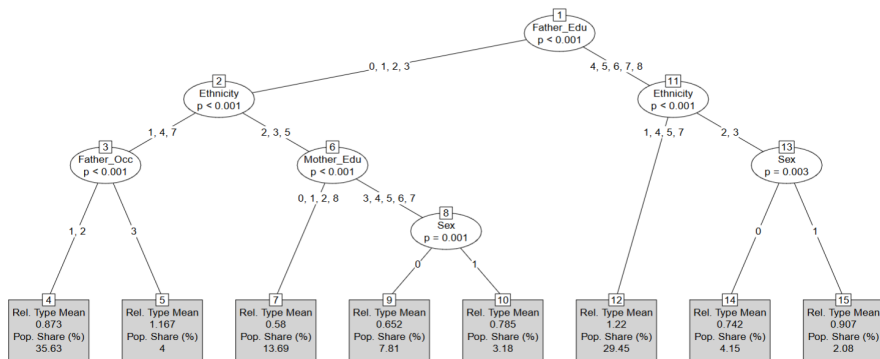 1
Father_Edu
p < 0.001
0, 1, 2, 3
4, 5, 6, 7, 8
2
Ethnicity
p < 0.001
11
Ethnicity
p < 0.001
1, 4, 7
2, 3, 5
1, 4, 5, 7
2, 3
3
Father_Occ
p < 0.001
6
Mother_Edu
p < 0.001
13
Sex
p = 0.003
0, 1, 2, 8
3, 4, 5, 6, 7
8
Sex
p = 0.001
1, 2
3
0
1
0
1
4
Rel. Type Mean
0.873
Pop. Share (%)
35.63
5
Rel. Type Mean
1.167
Pop. Share (%)
4
7
Rel. Type Mean
0.58
Pop. Share (%)
13.69
9
Rel. Type Mean
0.652
Pop. Share (%)
7.81
10
Rel. Type Mean
0.785
Pop. Share (%)
3.18
12
Rel. Type Mean
1.22
Pop. Share (%)
29.45
14
Rel. Type Mean
0.742
Pop. Share (%)
4.15
15
Rel. Type Mean
0.907
Pop. Share (%)
2.08